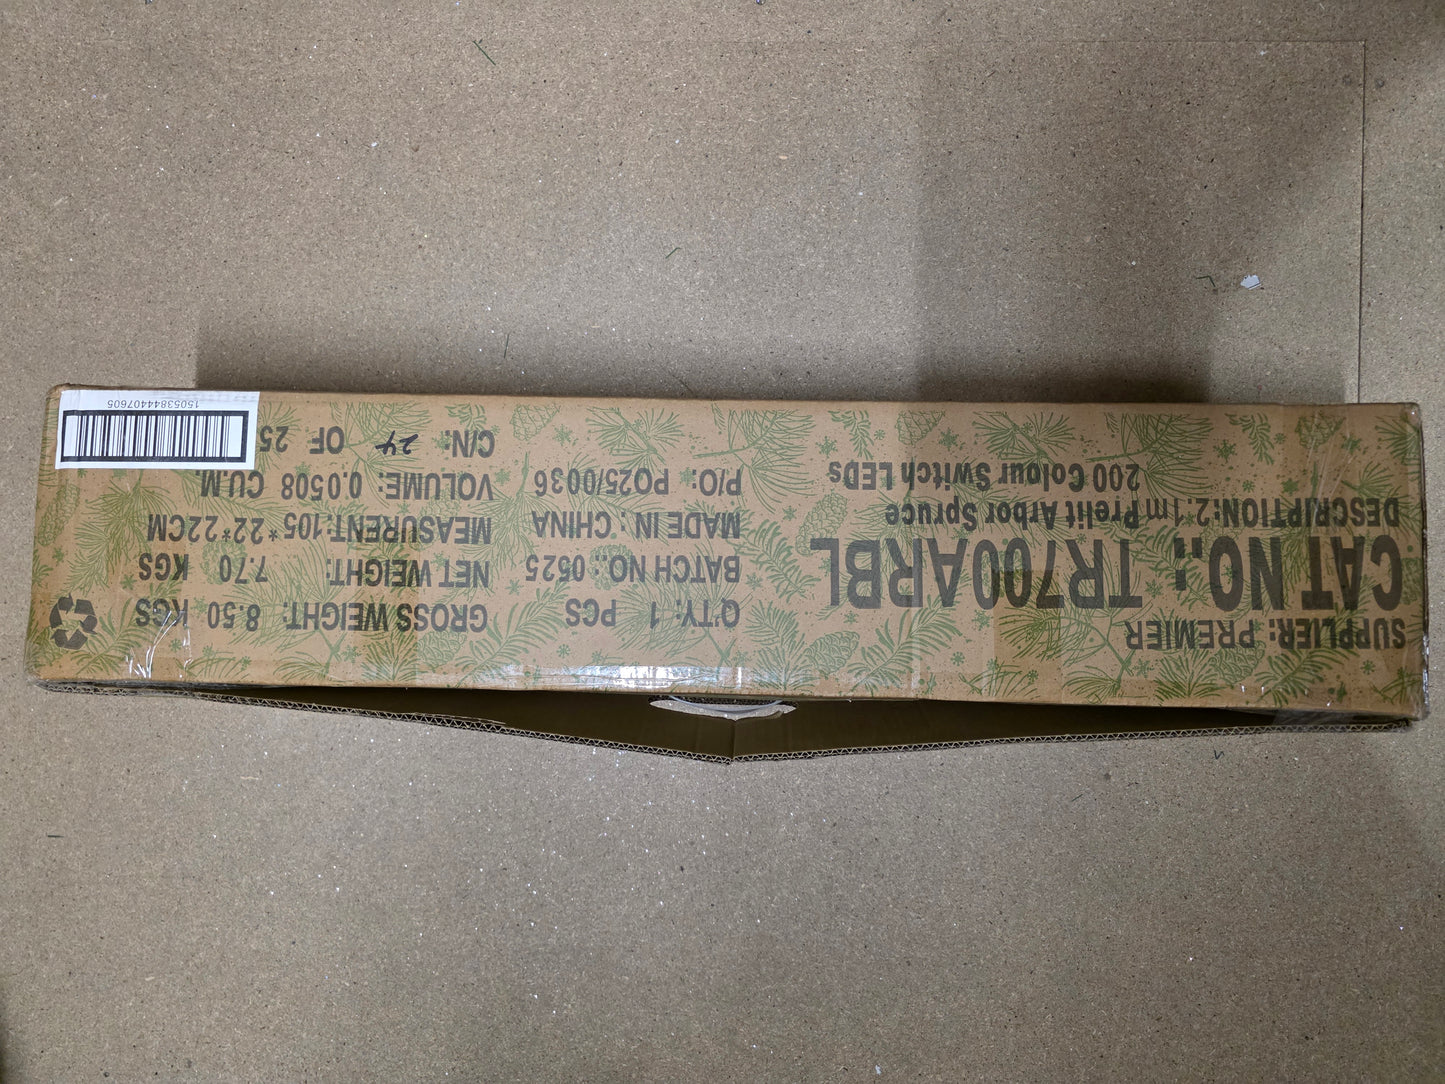 SUPPLIER: PREMIER
CAT NO.: TR700ARBL
DESCRIPTION:2.1m Prelit Arbor Spruce
200 Colour Switch LEDs
Q'TY: 1 PCS
BATCH NO.: 0525
MADE IN: CHINA
P/O: PO25/0036
GROSS WEIGHT: 8.50 KGS
NET WEIGHT: 7.70 KGS
MEASURENT:105*22*22CM
VOLUME: 0.0508 CU.M.
C/N: 24 OF 25
15053844407605